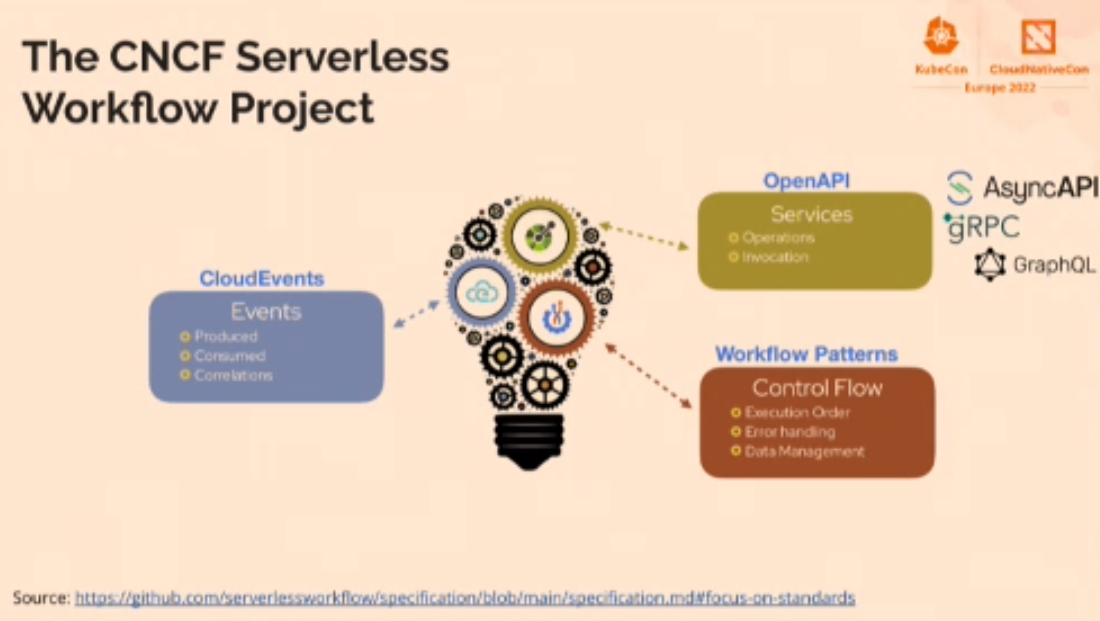 The CNCF Serverless
Workflow Project
KubeCon
CloudNativeCon
Europe 2022
OpenAPI
Services
Operations
Invocation
AsyncAPI
gRPC
GraphQL
CloudEvents
Events
Produced
Consumed
Correlations
Workflow Patterns
Control Flow
Execution Order
Error handling
Data Management
Source: https://github.com/serverlessworkflow/specification/blob/main/specification.md#focus-on-standards